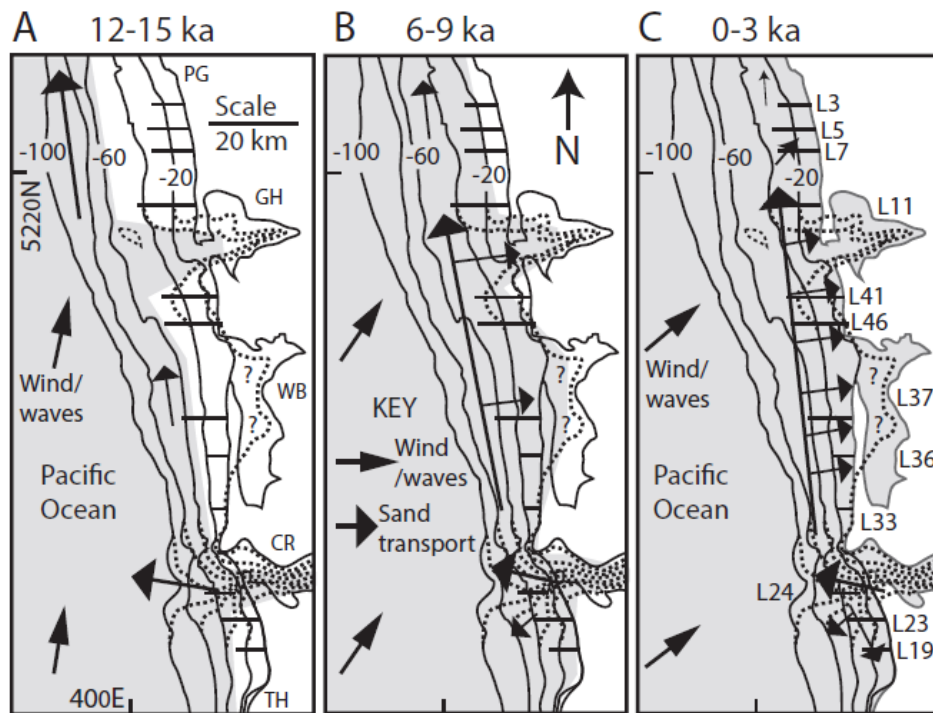 A 12-15 ka
B 6-9 ka
C 0-3 ka
PG
Scale
20 km
-100
-60
-20
5220N
GH
Wind/
waves
?
WB
?
Pacific
Ocean
CR
400E
TH
N
-100
-60
-20
?
?
KEY
Wind
/waves
Sand
transport
L3
L5
L7
-100
-60
-20
L11
L41
L46
Wind/
waves
?
L37
?
L36
Pacific
Ocean
L33
L24
L23
L19